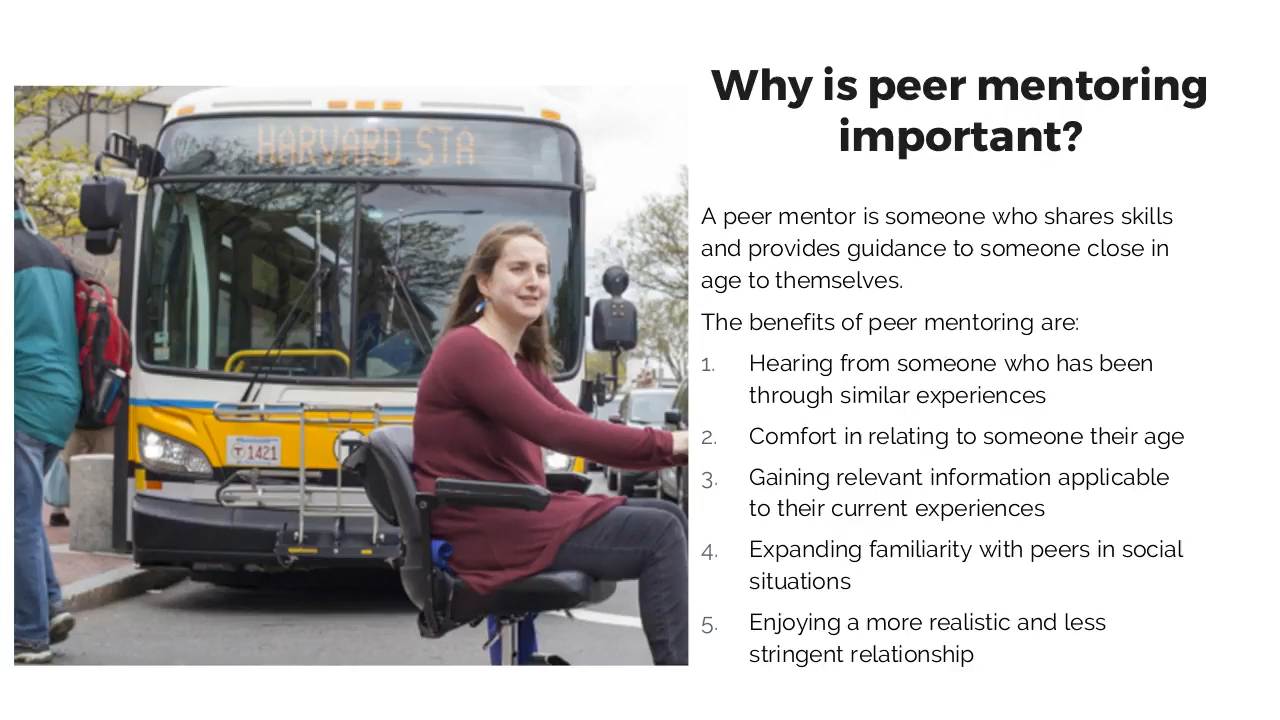 HARVARD STA
T 1421
Why is peer mentoring
important?
A peer mentor is someone who shares skills
and provides guidance to someone close in
age to themselves.
The benefits of peer mentoring are:
1. Hearing from someone who has been
through similar experiences
2. Comfort in relating to someone their age
3. Gaining relevant information applicable
to their current experiences
4. Expanding familiarity with peers in social
situations
5. Enjoying a more realistic and less
stringent relationship